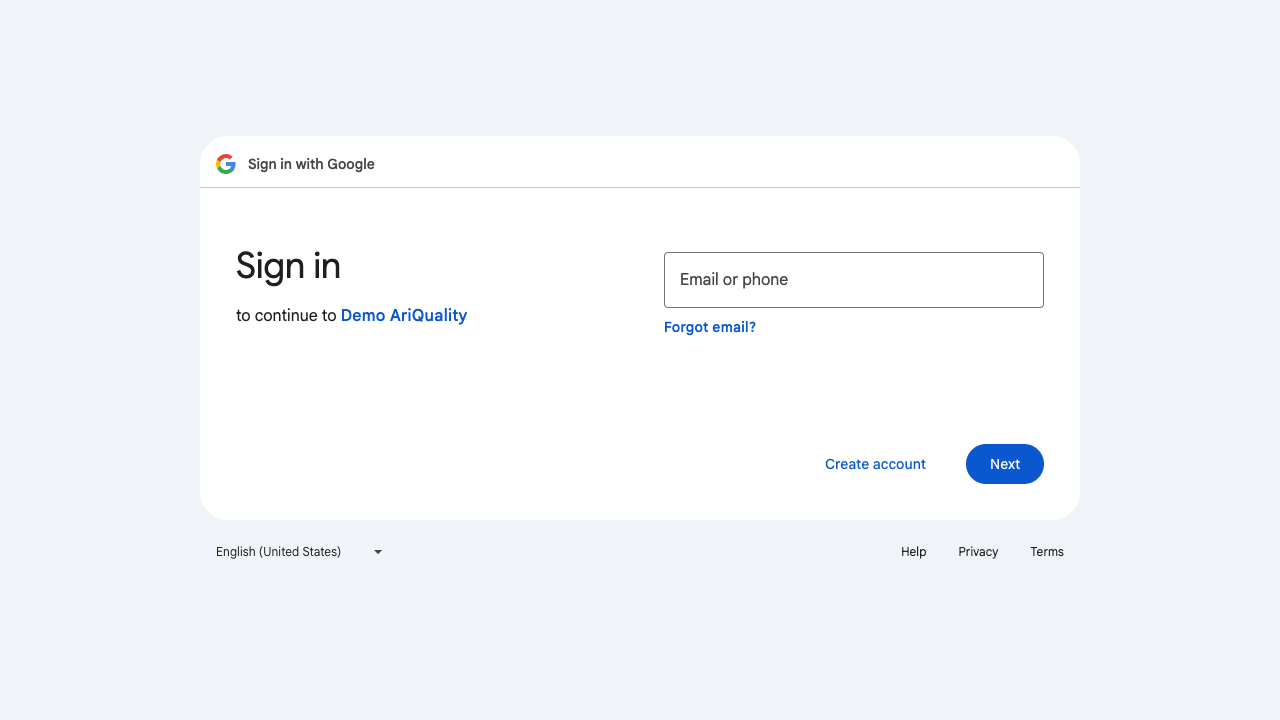 Sign in with Google
Sign in
to continue to Demo AriQuality
Email or phone
Forgot email?
Create account
Next
English (United States)
Help
Privacy
Terms